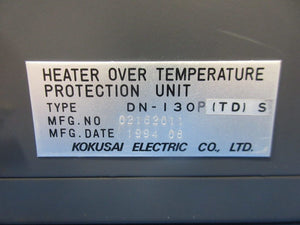 HEATER OVER TEMPERATURE
PROTECTION UNIT
TYPE DN-130P (TD) S
MFG.NO 02162011
MFG.DATE 1994 08
KOKUSAI ELECTRIC CO., LTD.